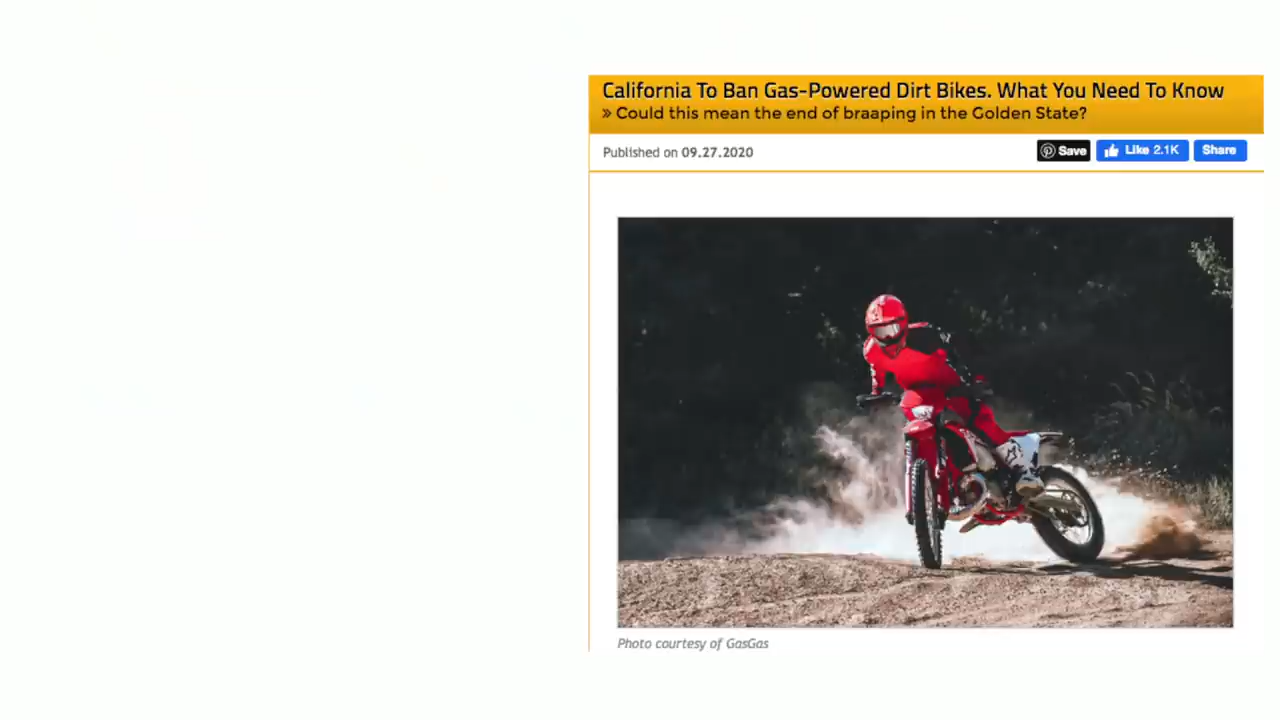 California To Ban Gas-Powered Dirt Bikes. What You Need To Know
» Could this mean the end of braaping in the Golden State?
Published on 09.27.2020
Save
Like 2.1K
Share
Photo courtesy of GasGas